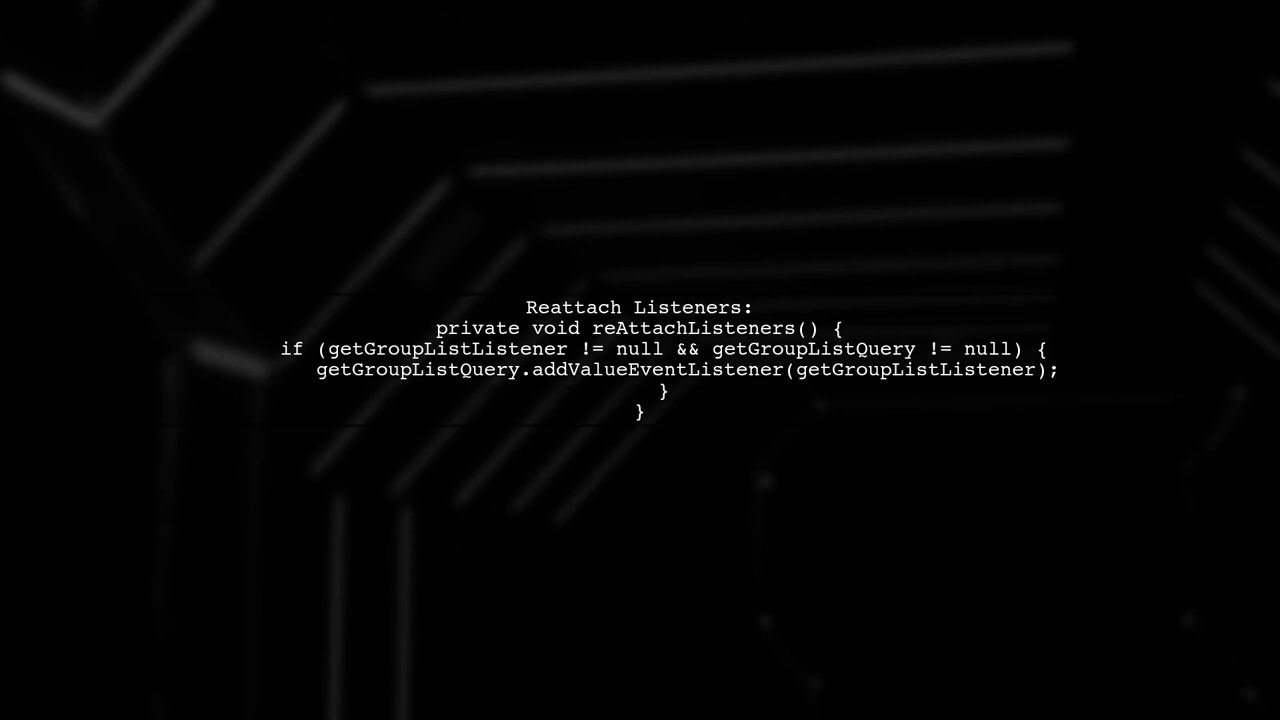 Reattach Listeners:
private void reAttachListeners() {
if (getGroupListListener != null && getGroupListQuery != null) {
getGroupListQuery.addValueEventListener(getGroupListListener);
}
}